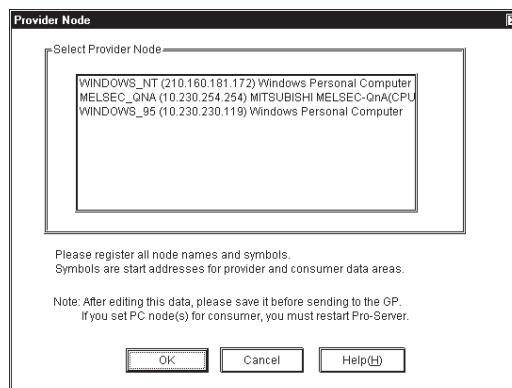 Provider Node
Select Provider Node
WINDOWS_NT (210.160.181.172) Windows Personal Computer
MELSEC_QNA (10.230.254.254) MITSUBISHI MELSEC-QnA(CPU
WINDOWS_95 (10.230.230.119) Windows Personal Computer
Please register all node names and symbols.
Symbols are start addresses for provider and consumer data areas.
Note: After editing this data, please save it before sending to the GP.
If you set PC node(s) for consumer, you must restart Pro-Server.
OK Cancel Help(H)